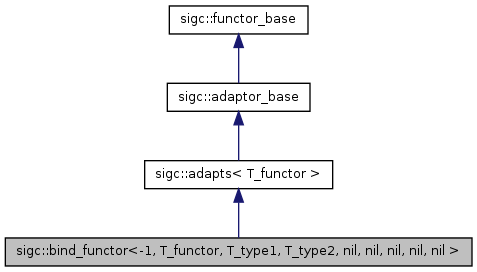 sigc::functor_base
sigc::adaptor_base
sigc::adapts< T_functor >
sigc::bind_functor<-1, T_functor, T_type1, T_type2, nil, nil, nil, nil, nil >